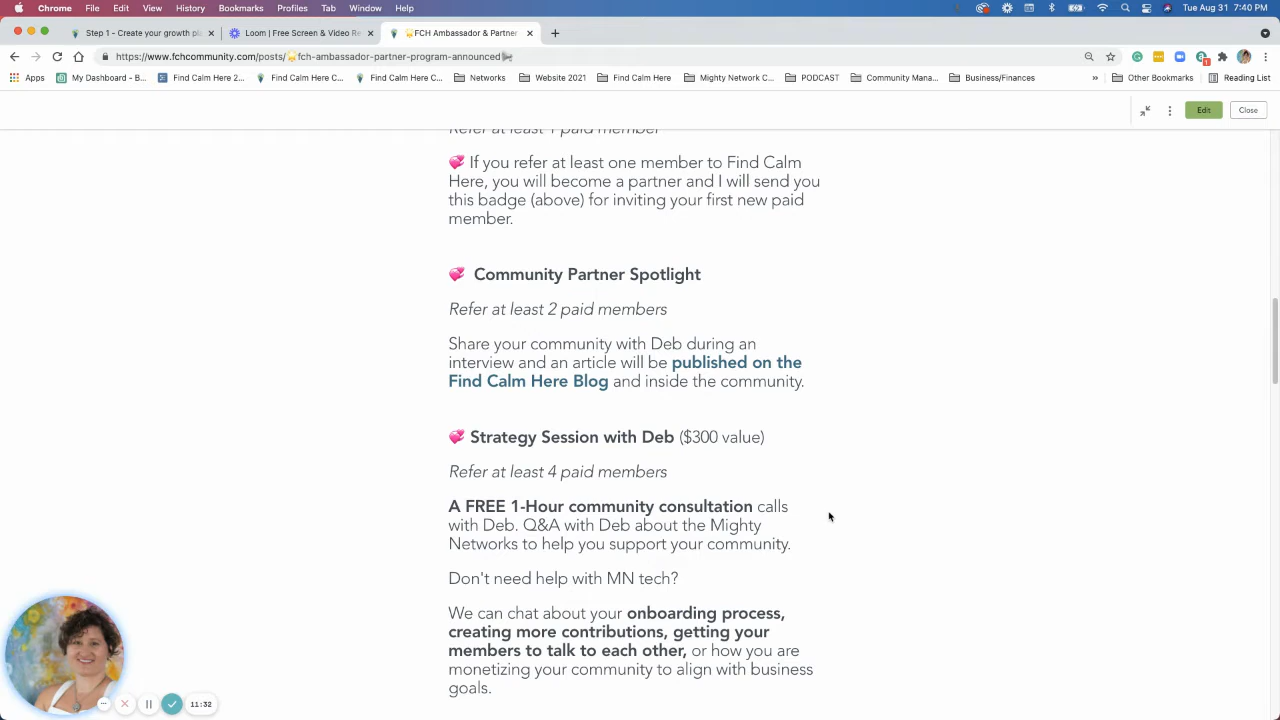 Chrome File Edit View History Bookmarks Profiles Tab Window Help Tue Aug 31 7:40 PM
Step 1 - Create your growth pla Loom | Free Screen & Video Re FCH Ambassador & Partner
https://www.fchcommunity.com/posts/⭐fch-ambassador-partner-program-announced
Apps My Dashboard - B... Find Calm Here 2... Find Calm Here C... Find Calm Here C... Networks Website 2021 Find Calm Here Mighty Network C... PODCAST Community Mana... Business/Finances » Other Bookmarks Reading List
Edit Close
Refer at least 1 paid member
💞 If you refer at least one member to Find Calm
Here, you will become a partner and I will send you
this badge (above) for inviting your first new paid
member.
💞 Community Partner Spotlight
Refer at least 2 paid members
Share your community with Deb during an
interview and an article will be published on the
Find Calm Here Blog and inside the community.
💞 Strategy Session with Deb ($300 value)
Refer at least 4 paid members
A FREE 1-Hour community consultation calls
with Deb. Q&A with Deb about the Mighty
Networks to help you support your community.
Don't need help with MN tech?
We can chat about your onboarding process,
creating more contributions, getting your
members to talk to each other, or how you are
monetizing your community to align with business
goals.
11:32